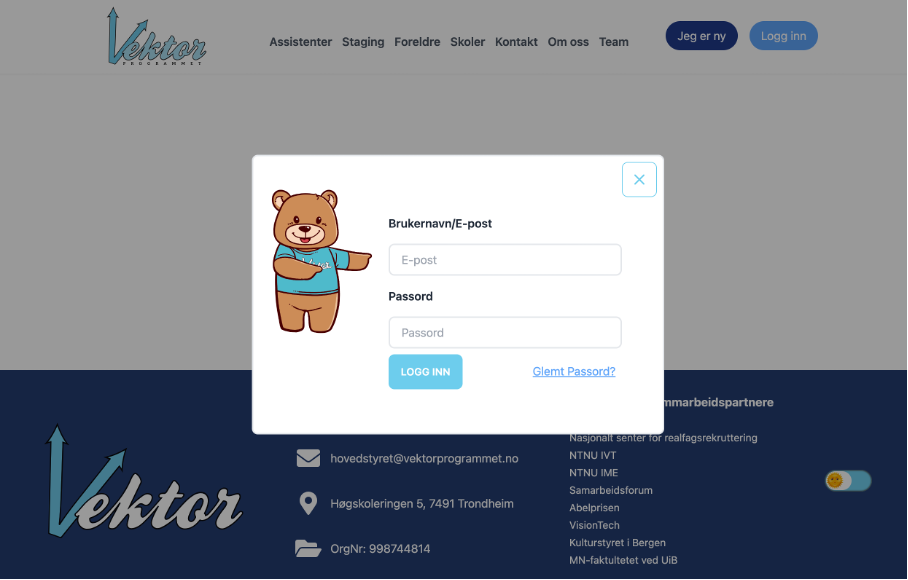 Vektor
PROGRAMMET
Assistenter Staging Foreldre Skoler Kontakt Om oss Team
Jeg er ny
Logg inn
Brukernavn/E-post
E-post
Passord
Passord
LOGG INN
Glemt Passord?
Vektor
hovedstyret@vektorprogrammet.no
Høgskoleringen 5, 7491 Trondheim
OrgNr: 998744814
mmarbeidspartnere
Nasjonalt senter for realfagsrekruttering
NTNU IVT
NTNU IME
Samarbeidsforum
Abelprisen
VisionTech
Kulturstyret i Bergen
MN-fakultetet ved UiB